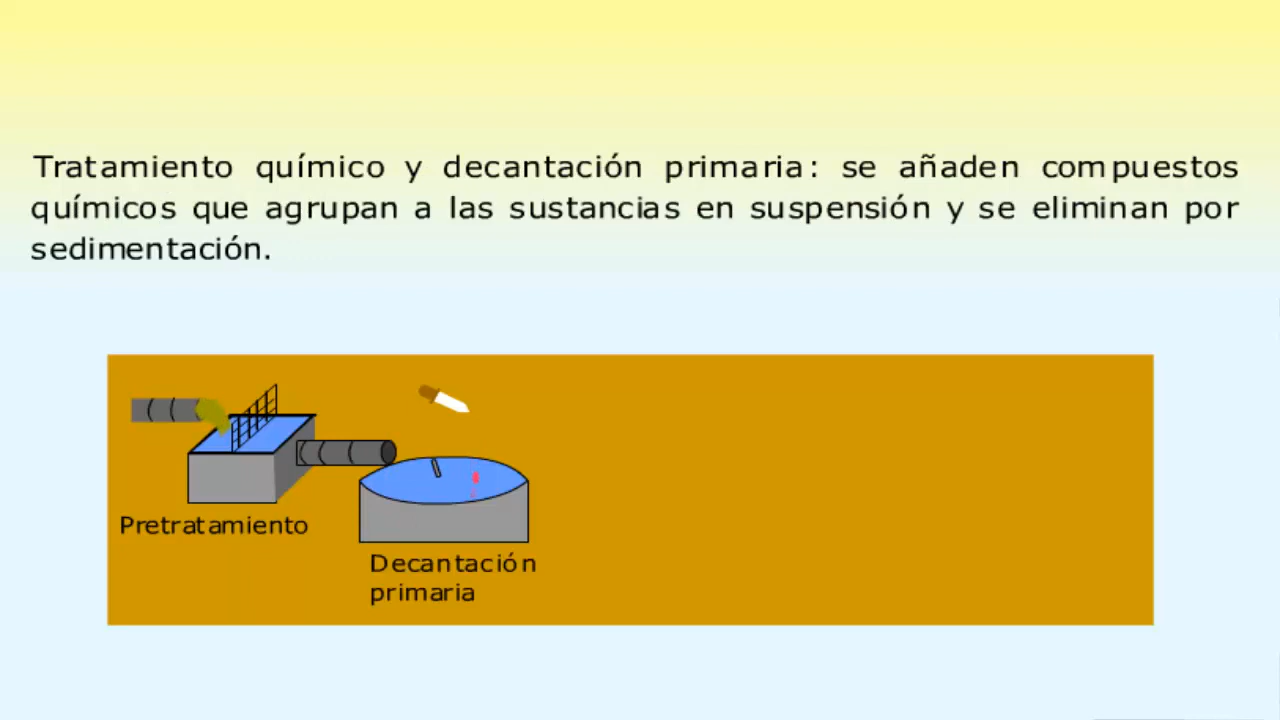 Tratamiento químico y decantación primaria: se añaden compuestos
químicos que agrupan a las sustancias en suspensión y se eliminan por
sedimentación.
Pretratamiento
Decantación
primaria